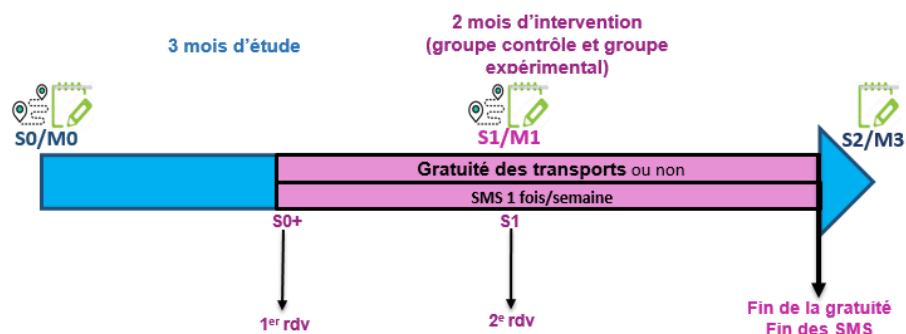 3 mois d'étude
2 mois d'intervention
(groupe contrôle et groupe
expérimental)
S0/M0
S1/M1
S2/M3
Gratuité des transports ou non
SMS 1 fois/semaine
S0+
S1
1er rdv
2e rdv
Fin de la gratuité
Fin des SMS